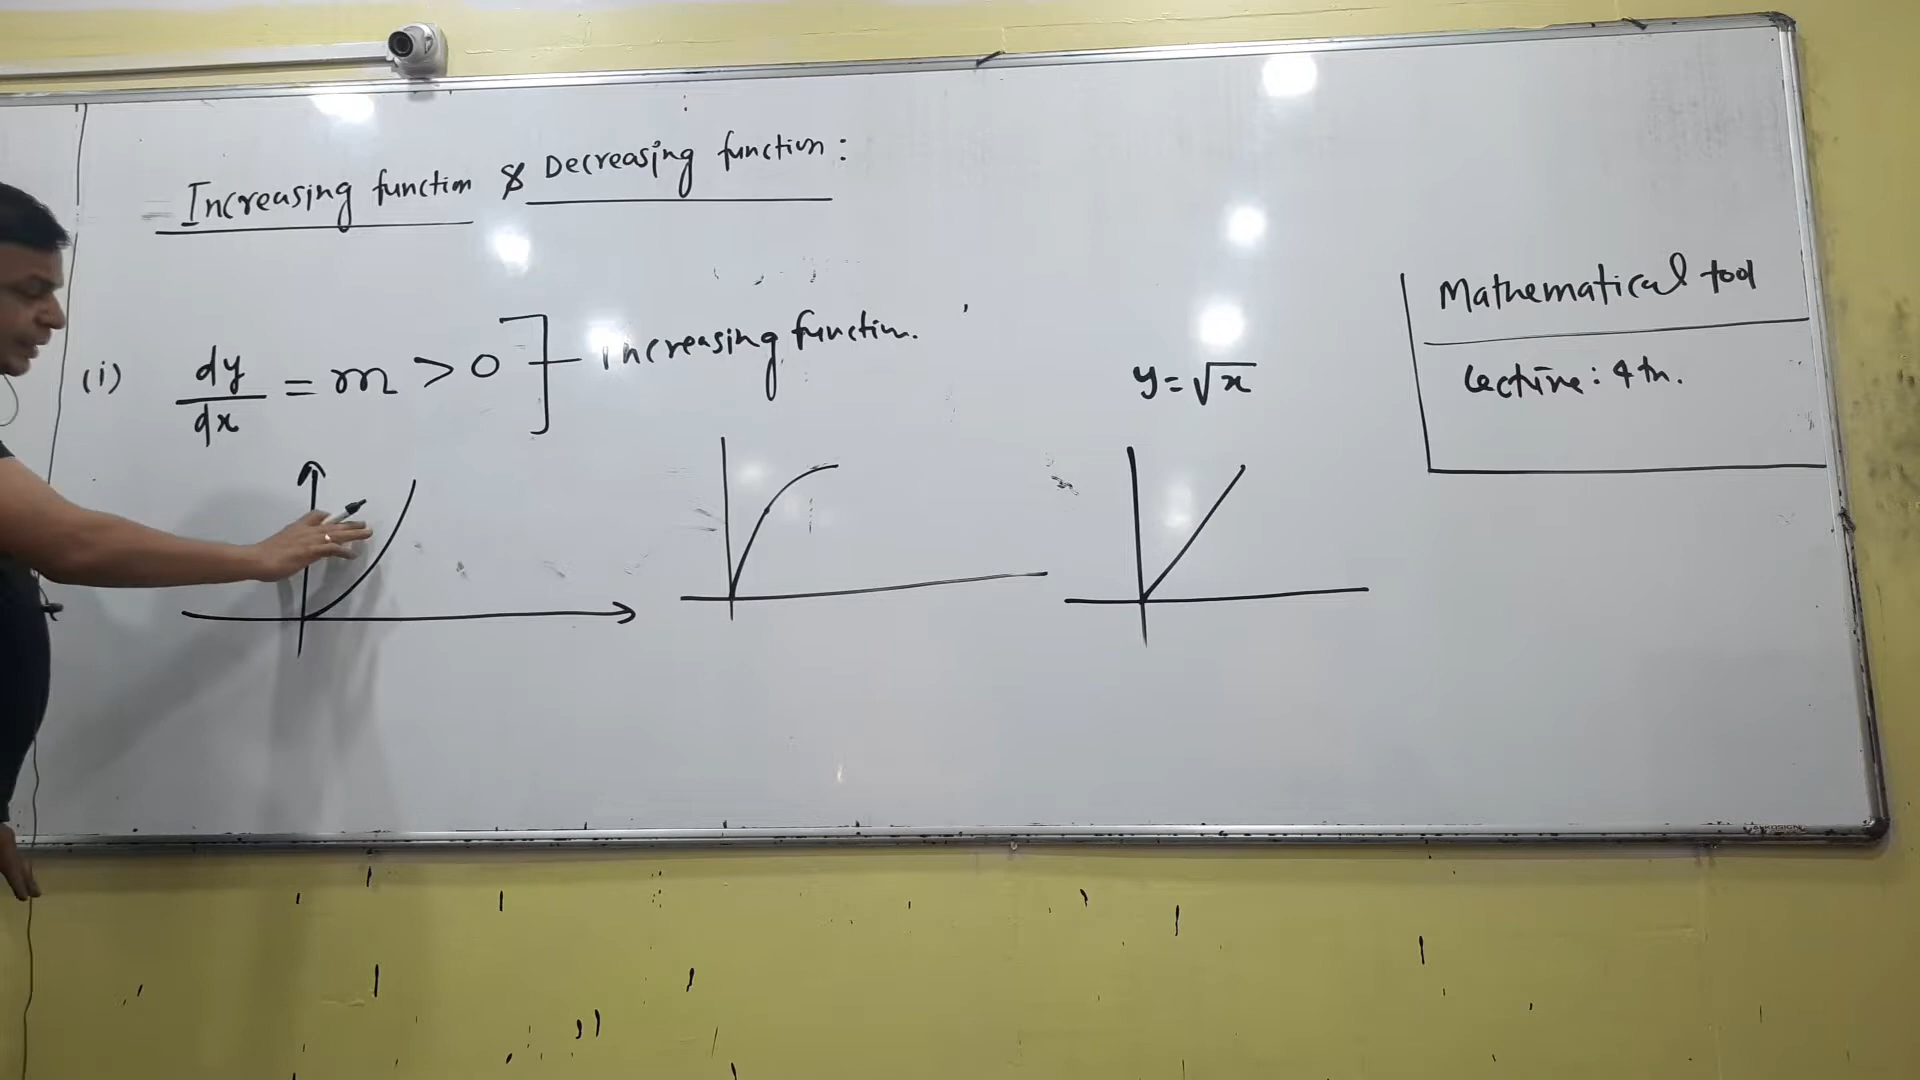 Increasing function & Decreasing function:
(i) dy/dx = m > 0 ] Increasing function.
y = √x
Mathematical tool
Lecture: 4th.